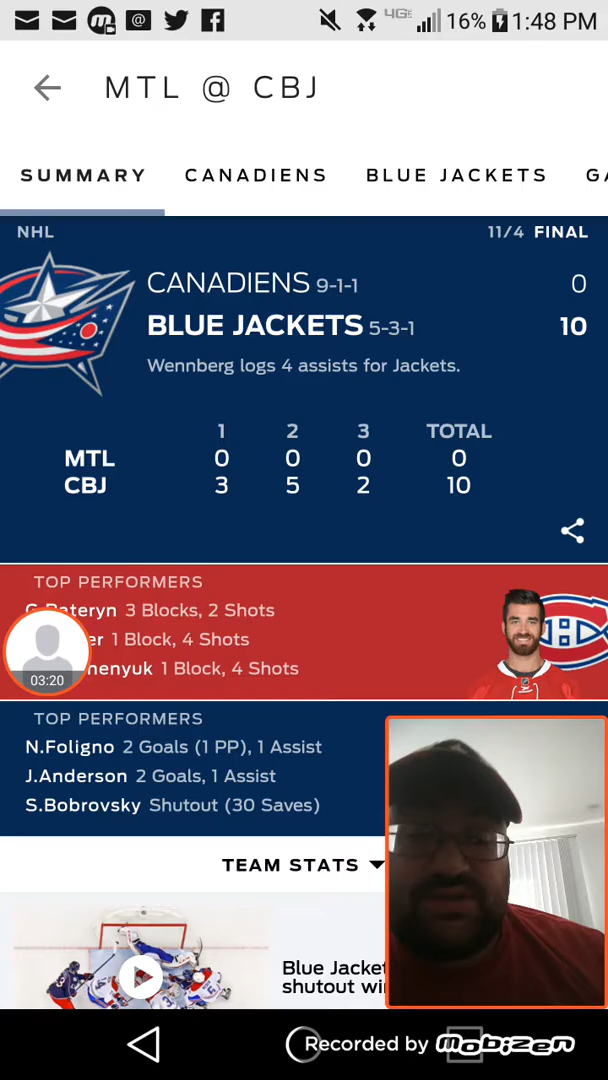 4G 16% 1:48 PM
MTL @ CBJ
SUMMARY CANADIENS BLUE JACKETS
NHL 11/4 FINAL
CANADIENS 9-1-1 0
BLUE JACKETS 5-3-1 10
Wennberg logs 4 assists for Jackets.
1 2 3 TOTAL
MTL 0 0 0 0
CBJ 3 5 2 10
TOP PERFORMERS
Pateryn 3 Blocks, 2 Shots
er 1 Block, 4 Shots
henyuk 1 Block, 4 Shots
03:20
TOP PERFORMERS
N.Foligno 2 Goals (1 PP), 1 Assist
J.Anderson 2 Goals, 1 Assist
S.Bobrovsky Shutout (30 Saves)
TEAM STATS
Blue Jacket
shutout wi
Recorded by mobizen